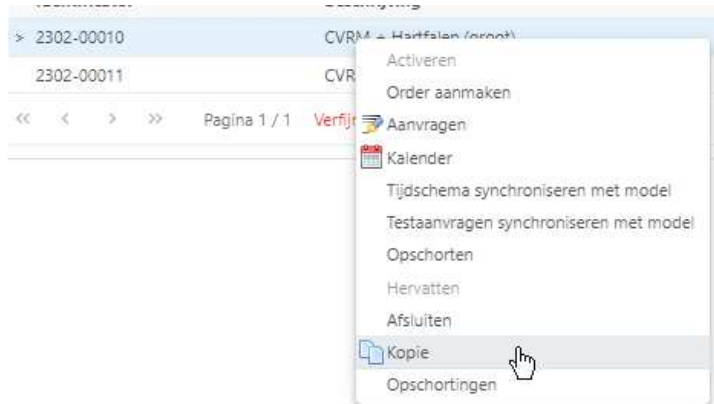 > 2302-00010 CVRM + Hartfalen (groot)
2302-00011 CVR
<< < > >> Pagina 1 / 1 Verfij
Activeren
Order aanmaken
Aanvragen
Kalender
Tijdschema synchroniseren met model
Testaanvragen synchroniseren met model
Opschorten
Hervatten
Afsluiten
Kopie
Opschortingen